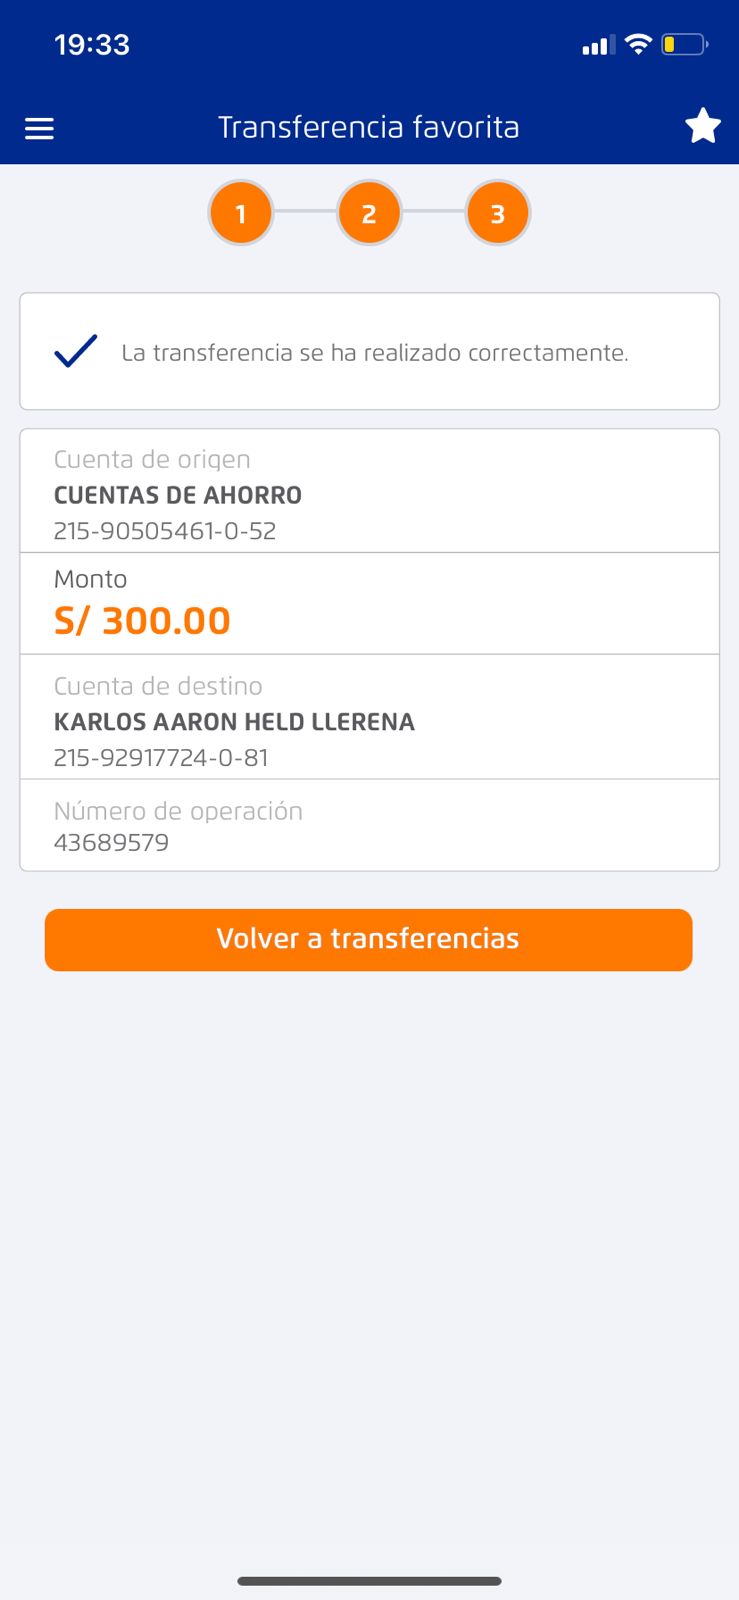 19:33
Transferencia favorita
1 2 3
La transferencia se ha realizado correctamente.
Cuenta de origen
CUENTAS DE AHORRO
215-90505461-0-52
Monto
S/ 300.00
Cuenta de destino
KARLOS AARON HELD LLERENA
215-92917724-0-81
Número de operación
43689579
Volver a transferencias